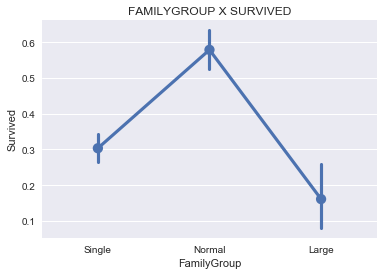 FAMILYGROUP X SURVIVED
0.6
0.5
0.4
0.3
0.2
0.1
Survived
Single Normal Large
FamilyGroup